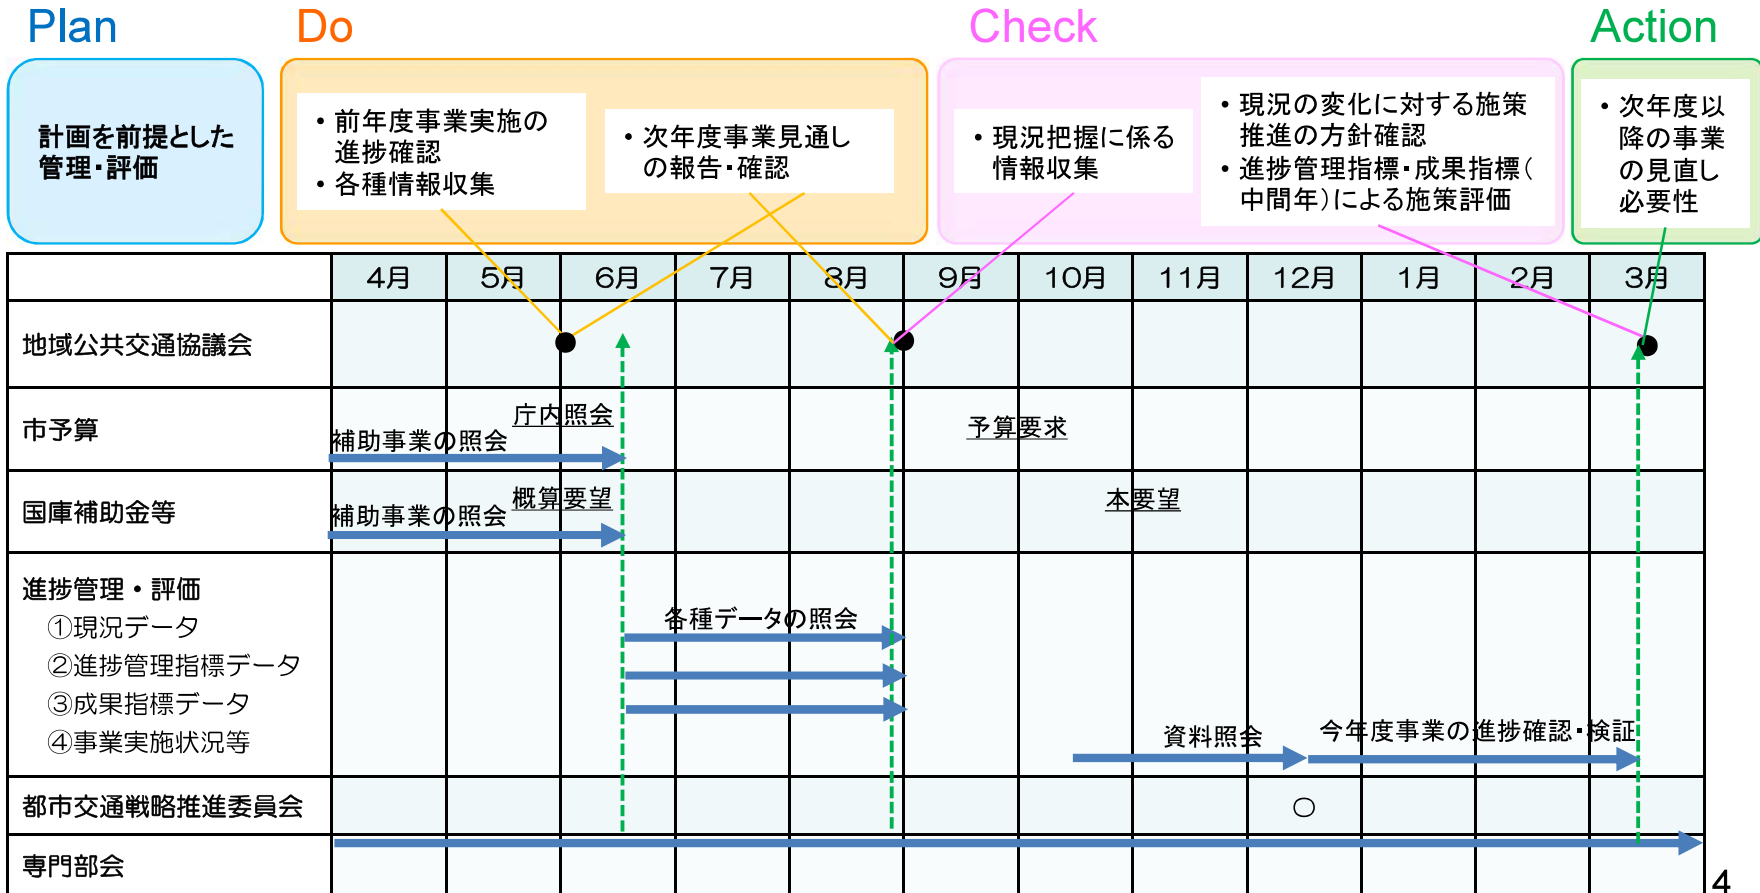 Plan
Do
Check
Action
計画を前提とした
管理・評価
・前年度事業実施の
進捗確認
・各種情報収集
・次年度事業見通し
の報告・確認
・現況把握に係る
情報収集
・現況の変化に対する施策
推進の方針確認
・進捗管理指標・成果指標(
中間年)による施策評価
・次年度以
降の事業
の見直し
必要性
4月 5月 6月 7月 8月 9月 10月 11月 12月 1月 2月 3月
地域公共交通協議会
市予算
庁内照会
補助事業の照会
予算要求
国庫補助金等
概算要望
補助事業の照会
本要望
進捗管理・評価
①現況データ
②進捗管理指標データ
③成果指標データ
④事業実施状況等
各種データの照会
資料照会
今年度事業の進捗確認・検証
都市交通戦略推進委員会
○
専門部会
4